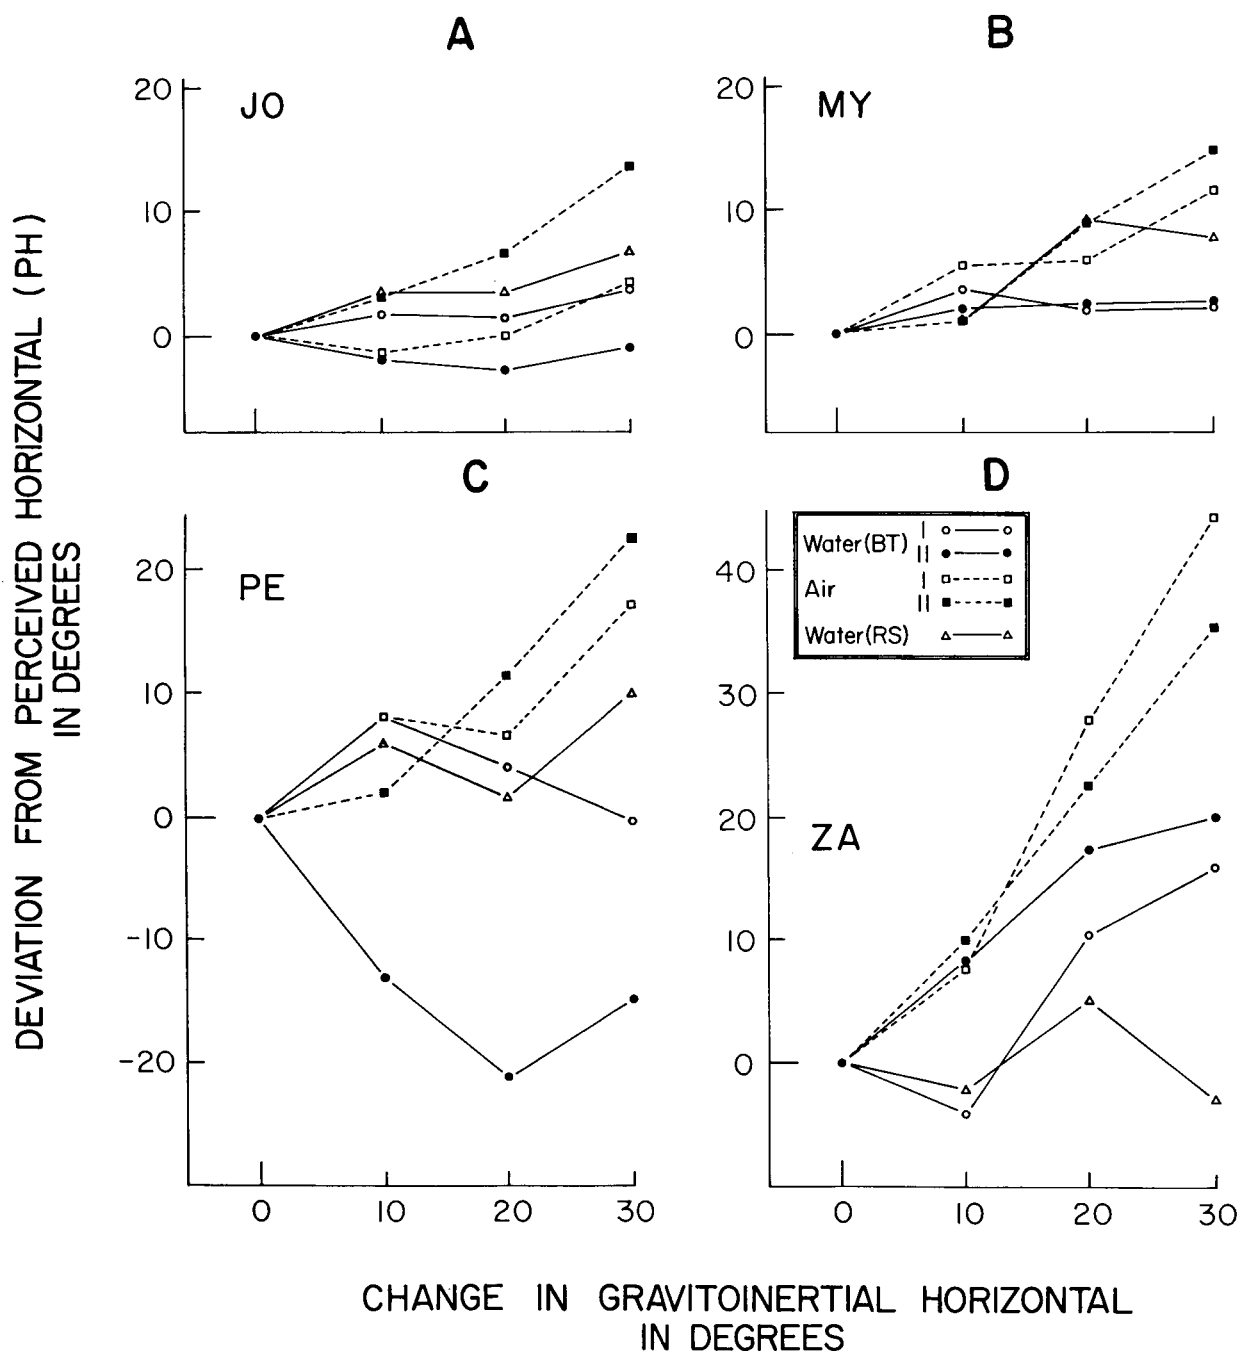 A
20
JO
10
0
B
20
MY
10
0
DEVIATION FROM PERCEIVED HORIZONTAL (PH)
IN DEGREES
C
20
PE
10
0
-10
-20
0 10 20 30
D
Water(BT) I
II
Air I
II
Water(RS)
40
30
20
ZA
10
0
0 10 20 30
CHANGE IN GRAVITOINERTIAL HORIZONTAL
IN DEGREES